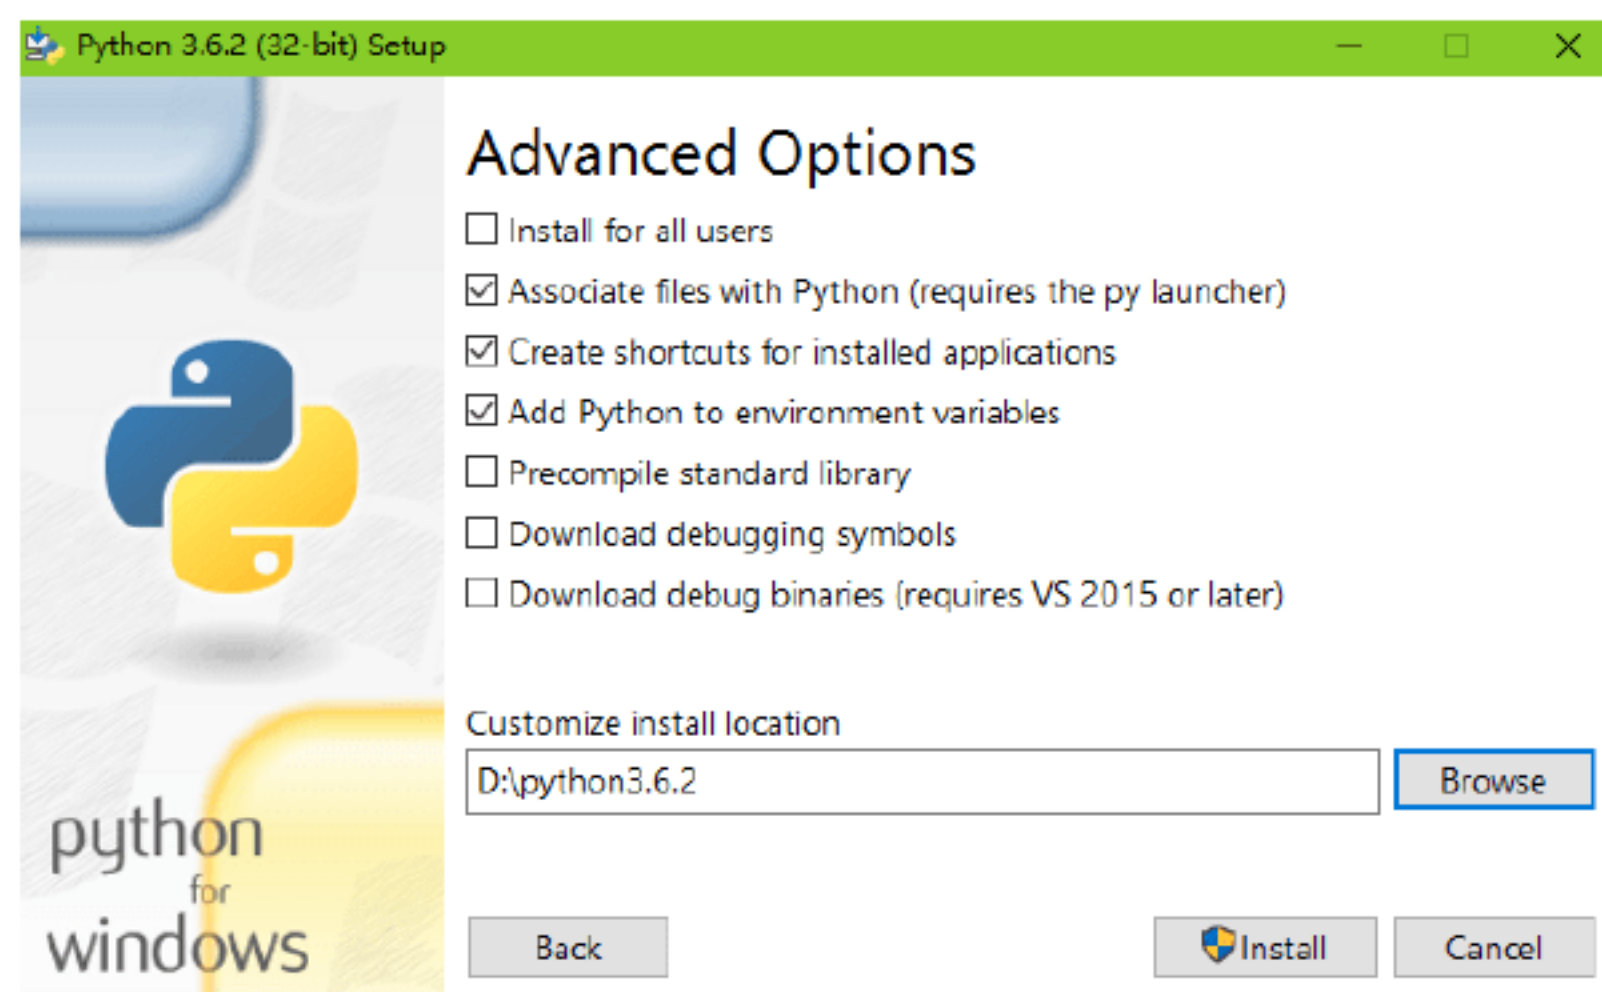 Python 3.6.2 (32-bit) Setup
Advanced Options
Install for all users
Associate files with Python (requires the py launcher)
Create shortcuts for installed applications
Add Python to environment variables
Precompile standard library
Download debugging symbols
Download debug binaries (requires VS 2015 or later)
Customize install location
D:\python3.6.2
Browse
python
for
windows
Back
Install
Cancel